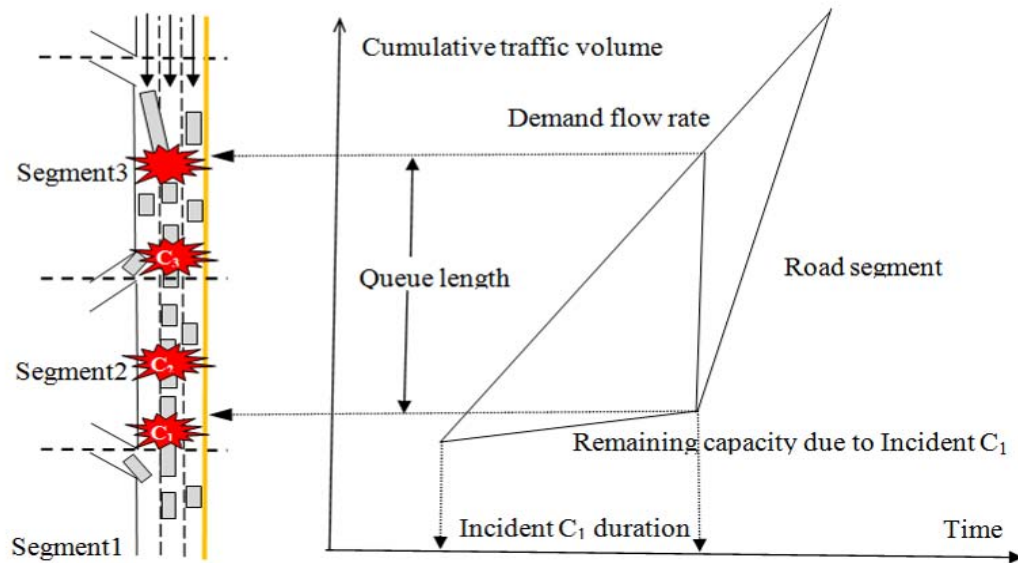 Cumulative traffic volume
Demand flow rate
Segment3
C₃
Queue length
Road segment
Segment2
C₂
C₁
Remaining capacity due to Incident C₁
Incident C₁ duration
Time
Segment1